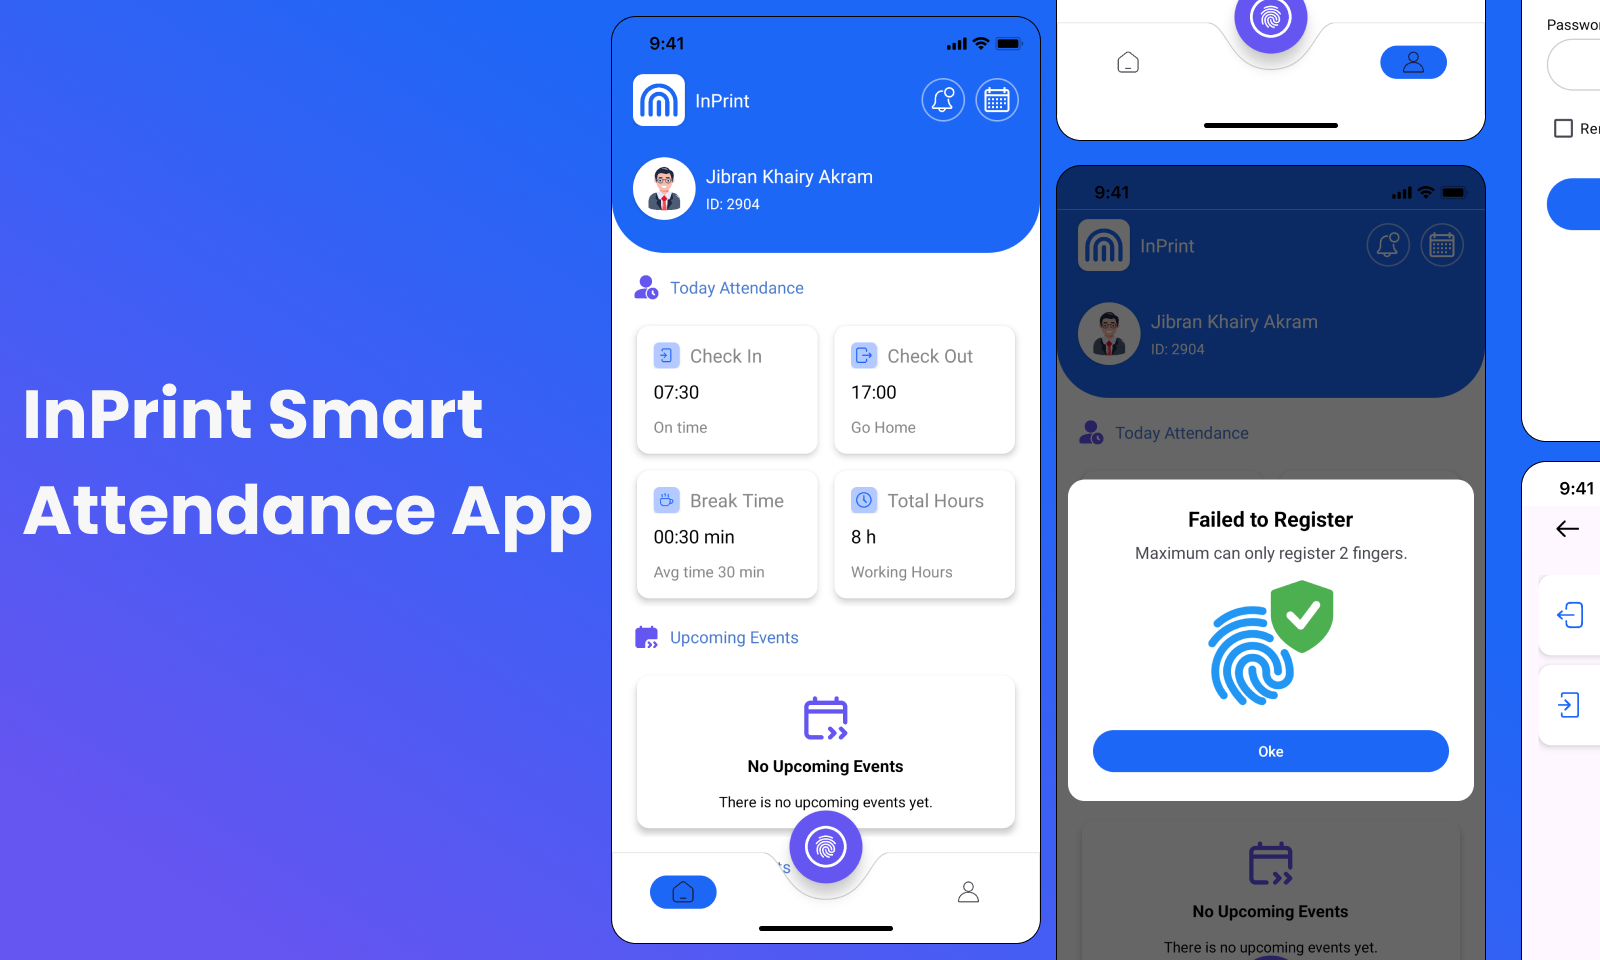 InPrint Smart
Attendance App
9:41
InPrint
Jibran Khairy Akram
ID: 2904
Today Attendance
Check In
07:30
On time
Check Out
17:00
Go Home
Break Time
00:30 min
Avg time 30 min
Total Hours
8 h
Working Hours
Upcoming Events
No Upcoming Events
There is no upcoming events yet.
ts
9:41
InPrint
Jibran Khairy Akram
ID: 2904
Today Attendance
Failed to Register
Maximum can only register 2 fingers.
Oke
No Upcoming Events
There is no upcoming events yet.
Passwo
Re
9:41